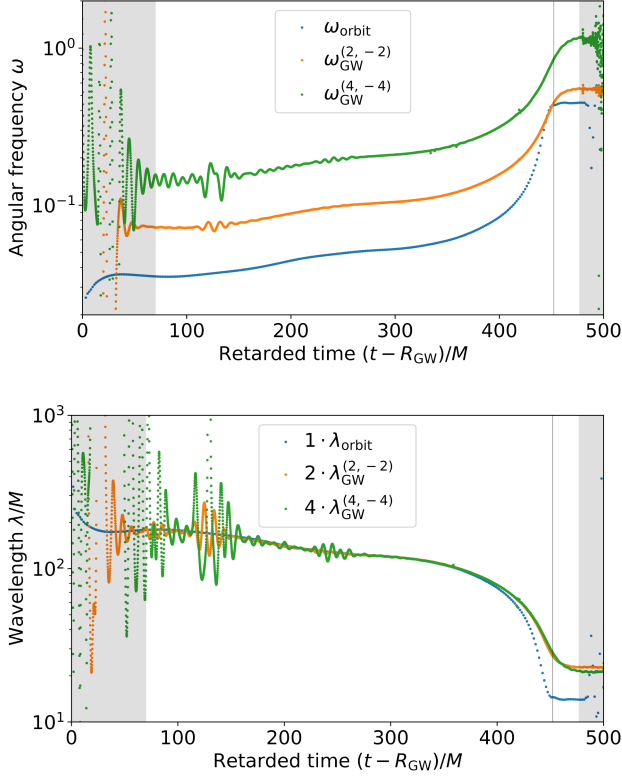 10⁰
10⁻¹
Angular frequency ω
ω_orbit
ω_GW^(2, −2)
ω_GW^(4, −4)
0 100 200 300 400 500
Retarded time (t − R_GW)/M
10³
10²
10¹
Wavelength λ/M
1 · λ_orbit
2 · λ_GW^(2, −2)
4 · λ_GW^(4, −4)
0 100 200 300 400 500
Retarded time (t − R_GW)/M